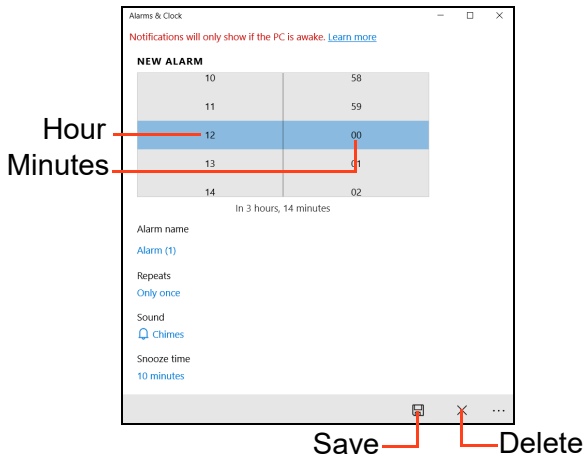 Alarms & Clock
Notifications will only show if the PC is awake. Learn more
NEW ALARM
10 58
11 59
Hour 12 00
Minutes 13 01
14 02
In 3 hours, 14 minutes
Alarm name
Alarm (1)
Repeats
Only once
Sound
Chimes
Snooze time
10 minutes
...
Save Delete